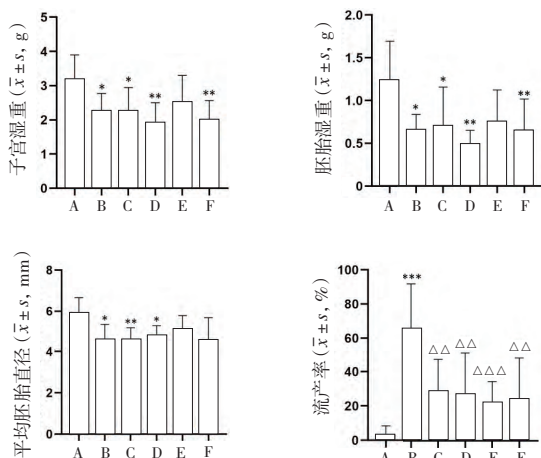 子宫湿重（x̄±s, g）
5
4
3
2
1
0
* * ** **
A B C D E F
胚胎湿重（x̄±s, g）
2.0
1.5
1.0
0.5
0
* * ** **
A B C D E F
平均胚胎直径（x̄±s, mm）
8
6
4
2
0
* ** *
A B C D E F
流产率（x̄±s, %）
100
80
60
40
20
0
*** △△ △△ △△△ △△
A B C D E F